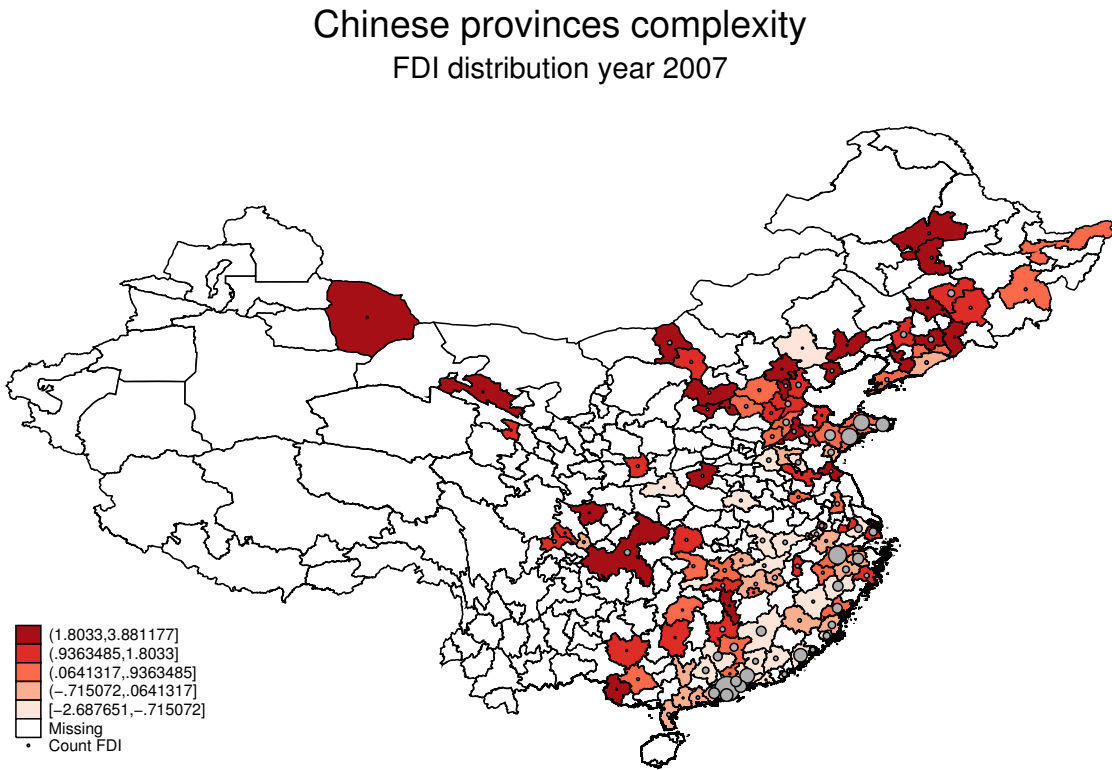 Chinese provinces complexity
FDI distribution year 2007
(1.8033,3.881177]
(.9363485,1.8033]
(.0641317,.9363485]
(−.715072,.0641317]
[−2.687651,−.715072]
Missing
Count FDI